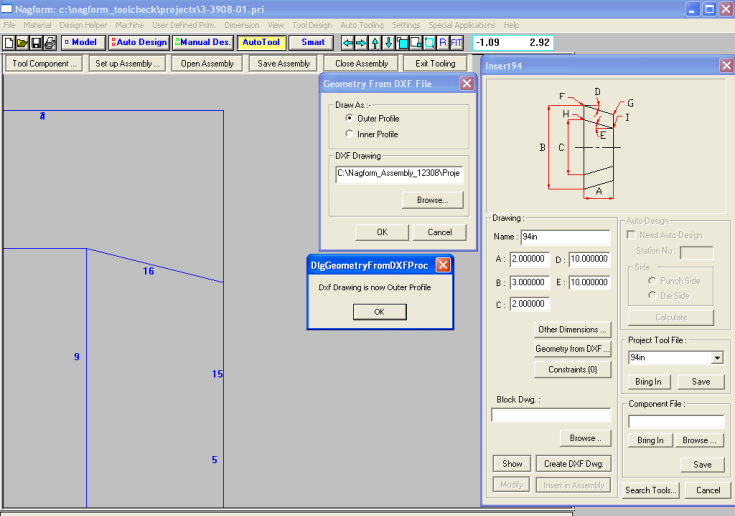 Nagform: c:\nagform_toolcheck\projects\3-3908-01.pri
File Material Design Helper Machine User Defined Prim. Dimension View Tool Design Auto Tooling Settings Special Applications Help
Model Auto Design Manual Des. AutoTool Smart R FIT -1.09 2.92
Tool Component ... Set up Assembly ... Open Assembly Save Assembly Close Assembly Exit Tooling
Geometry From DXF File
Draw As :-
Outer Profile
Inner Profile
DXF Drawing
C:\Nagform_Assembly_12308\Proje
Browse...
OK Cancel
DlgGeometryFromDXFProc
Dxf Drawing is now Outer Profile
OK
16
9
15
5
Insert94
D
F
G
H
I
E
B
C
A
Drawing :
Name : 94in
A : 2.000000 D : 10.000000
B : 3.000000 E : 10.000000
C : 2.000000
Other Dimensions ...
Geometry from DXF ...
Constraints (0)
Block Dwg. :
Browse ..
Show Create DXF Dwg.
Modify Insert in Assembly
Auto-Design
Need Auto-Design
Station No :
Side
Punch Side
Die Side
Calculate
Project Tool File :
94in
Bring In Save
Component File :
Bring In Browse ...
Save
Search Tools... Cancel